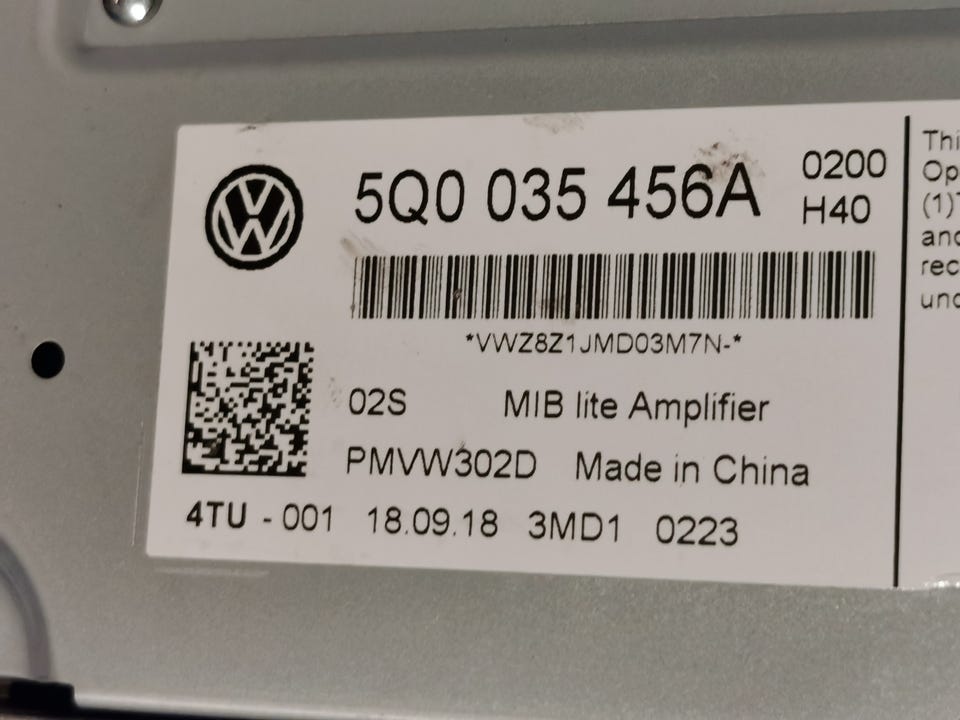 5Q0 035 456A
0200
H40
*VWZ8Z1JMD03M7N-*
02S MIB lite Amplifier
PMVW302D Made in China
4TU - 001 18.09.18 3MD1 0223
(1)